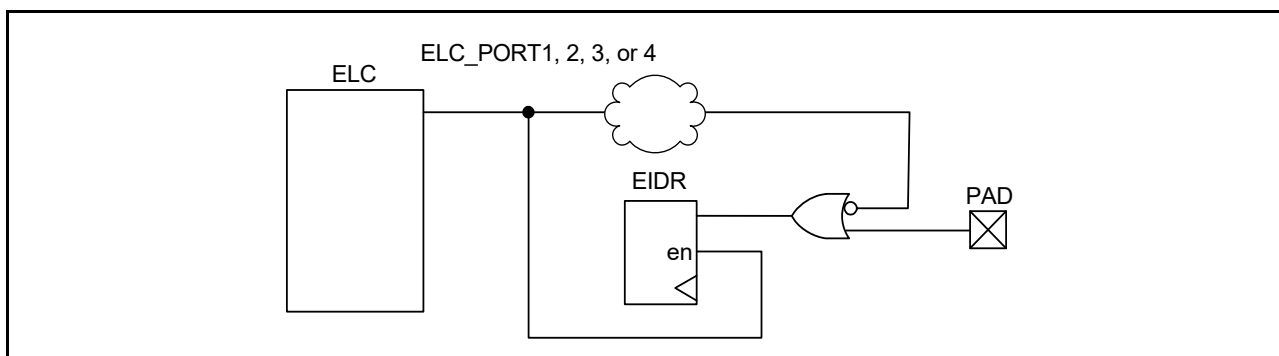 ELC_PORT1, 2, 3, or 4
ELC
EIDR
PAD
en